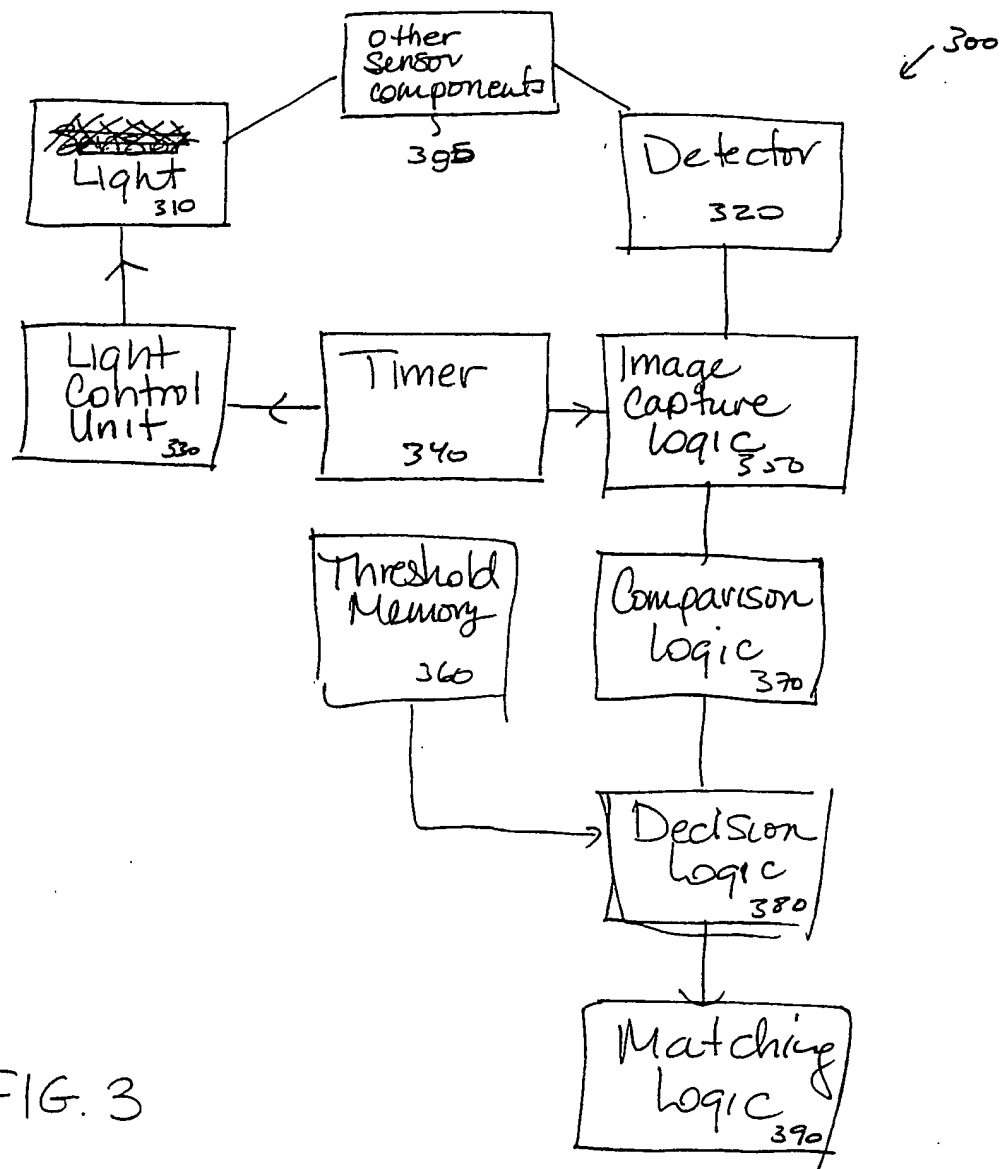 other
sensor
components
395
300
Light
310
Detector
320
Light
Control
Unit
330
Timer
340
Image
Capture
Logic
350
Threshold
Memory
360
Comparison
Logic
370
Decision
Logic
380
Matching
Logic
390
FIG. 3